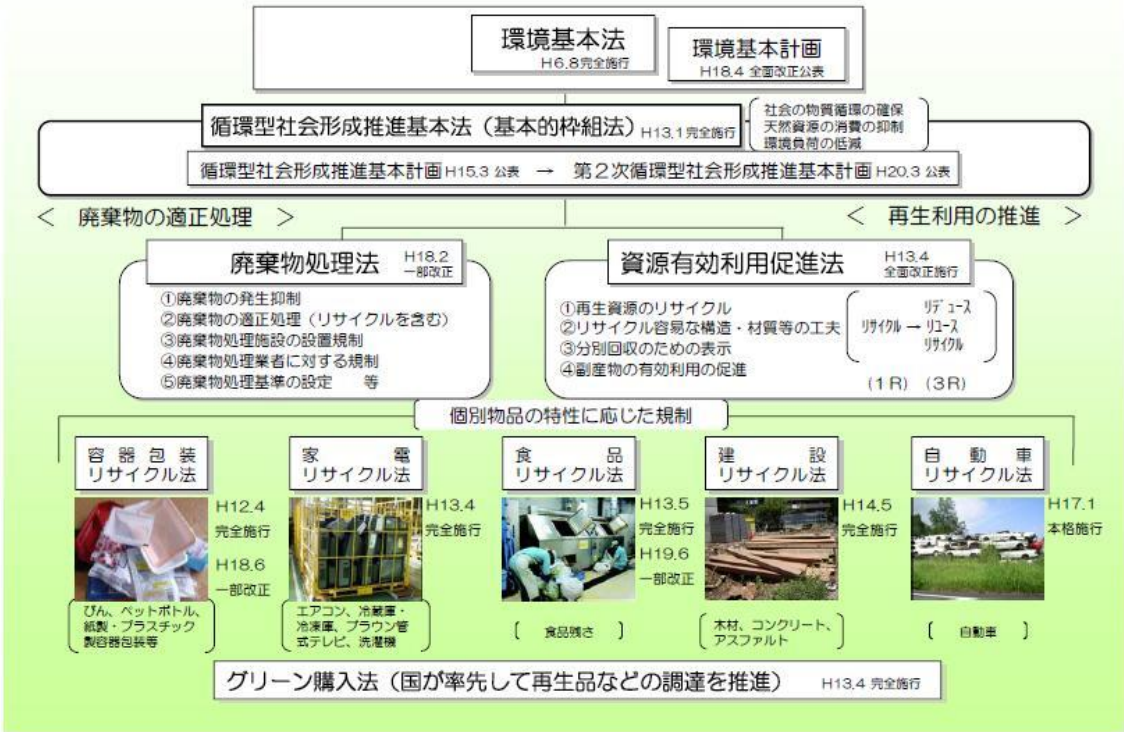 環境基本法
H6.8完全施行
環境基本計画
H18.4 全面改正公表
循環型社会形成推進基本法（基本的枠組法）H13.1 完全施行
社会の物質循環の確保
天然資源の消費の抑制
環境負荷の低減
循環型社会形成推進基本計画 H15.3 公表 → 第２次循環型社会形成推進基本計画 H20.3 公表
＜ 廃棄物の適正処理 ＞
＜ 再生利用の推進 ＞
廃棄物処理法
H18.2
一部改正
①廃棄物の発生抑制
②廃棄物の適正処理（リサイクルを含む）
③廃棄物処理施設の設置規制
④廃棄物処理業者に対する規制
⑤廃棄物処理基準の設定 等
資源有効利用促進法
H13.4
全面改正施行
①再生資源のリサイクル
②リサイクル容易な構造・材質等の工夫
③分別回収のための表示
④副産物の有効利用の促進
ﾘﾃﾞｭｰｽ
ﾘｻｲｸﾙ → ﾘﾕｰｽ
ﾘｻｲｸﾙ
（１Ｒ）（３Ｒ）
個別物品の特性に応じた規制
容器包装
リサイクル法
H12.4
完全施行
H18.6
一部改正
びん、ペットボトル、
紙製・プラスチック
製容器包装等
家電
リサイクル法
H13.4
完全施行
エアコン、冷蔵庫・
冷凍庫、ブラウン管
式テレビ、洗濯機
食品
リサイクル法
H13.5
完全施行
H19.6
一部改正
食品残さ
建設
リサイクル法
H14.5
完全施行
木材、コンクリート、
アスファルト
自動車
リサイクル法
H17.1
本格施行
自動車
グリーン購入法（国が率先して再生品などの調達を推進） H13.4 完全施行